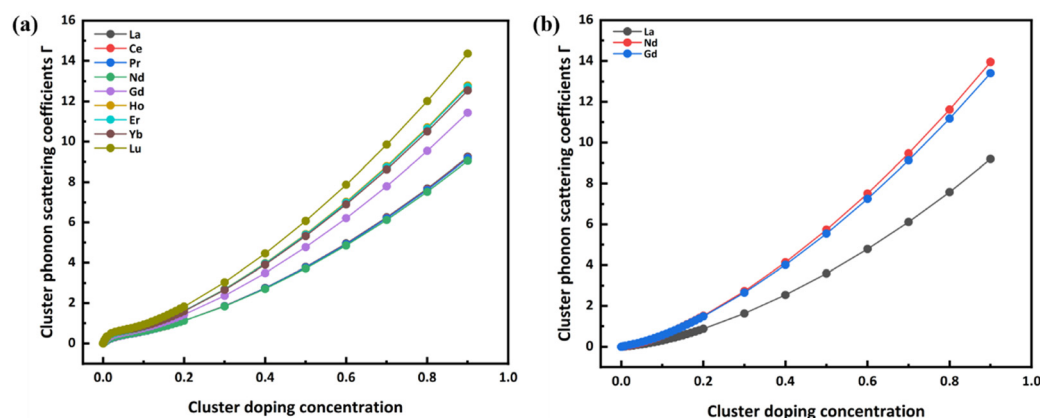 (a)
Cluster phonon scattering coefficients Γ
16
14
12
10
8
6
4
2
0
La
Ce
Pr
Nd
Gd
Ho
Er
Yb
Lu
0.0 0.2 0.4 0.6 0.8 1.0
Cluster doping concentration
(b)
Cluster phonon scattering coefficients Γ
16
14
12
10
8
6
4
2
0
La
Nd
Gd
0.0 0.2 0.4 0.6 0.8 1.0
Cluster doping concentration